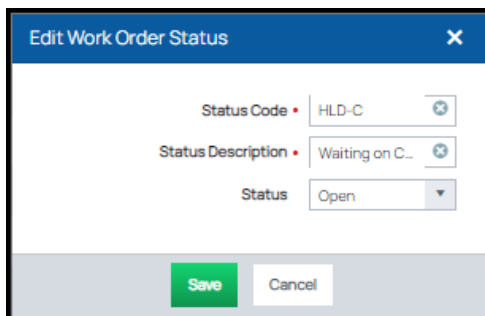 Edit Work Order Status
Status Code • HLD-C
Status Description • Waiting on C...
Status Open
Save Cancel